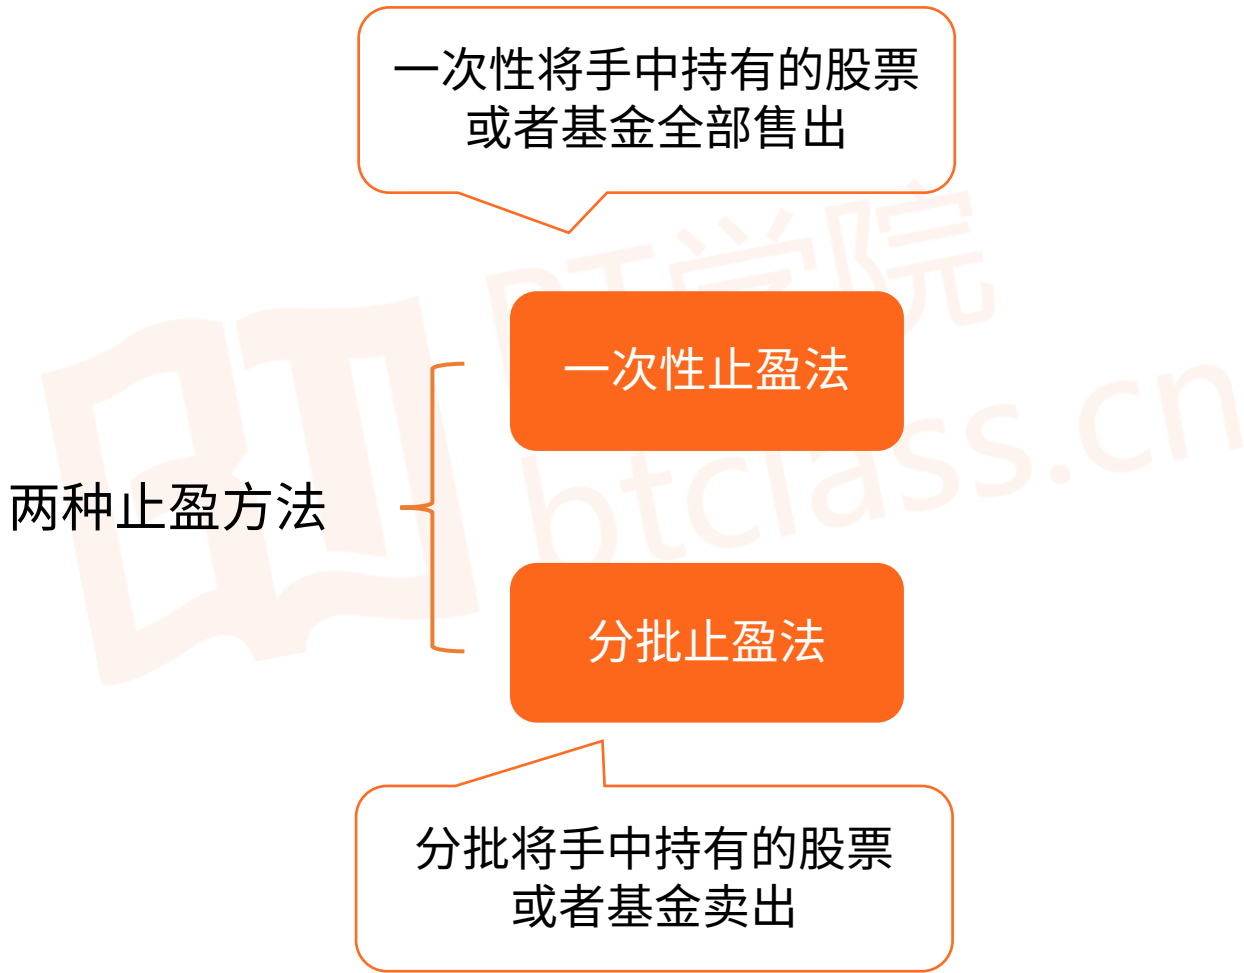 一次性将手中持有的股票
或者基金全部售出
BT学院
一次性止盈法
btclass.cn
两种止盈方法
分批止盈法
分批将手中持有的股票
或者基金卖出